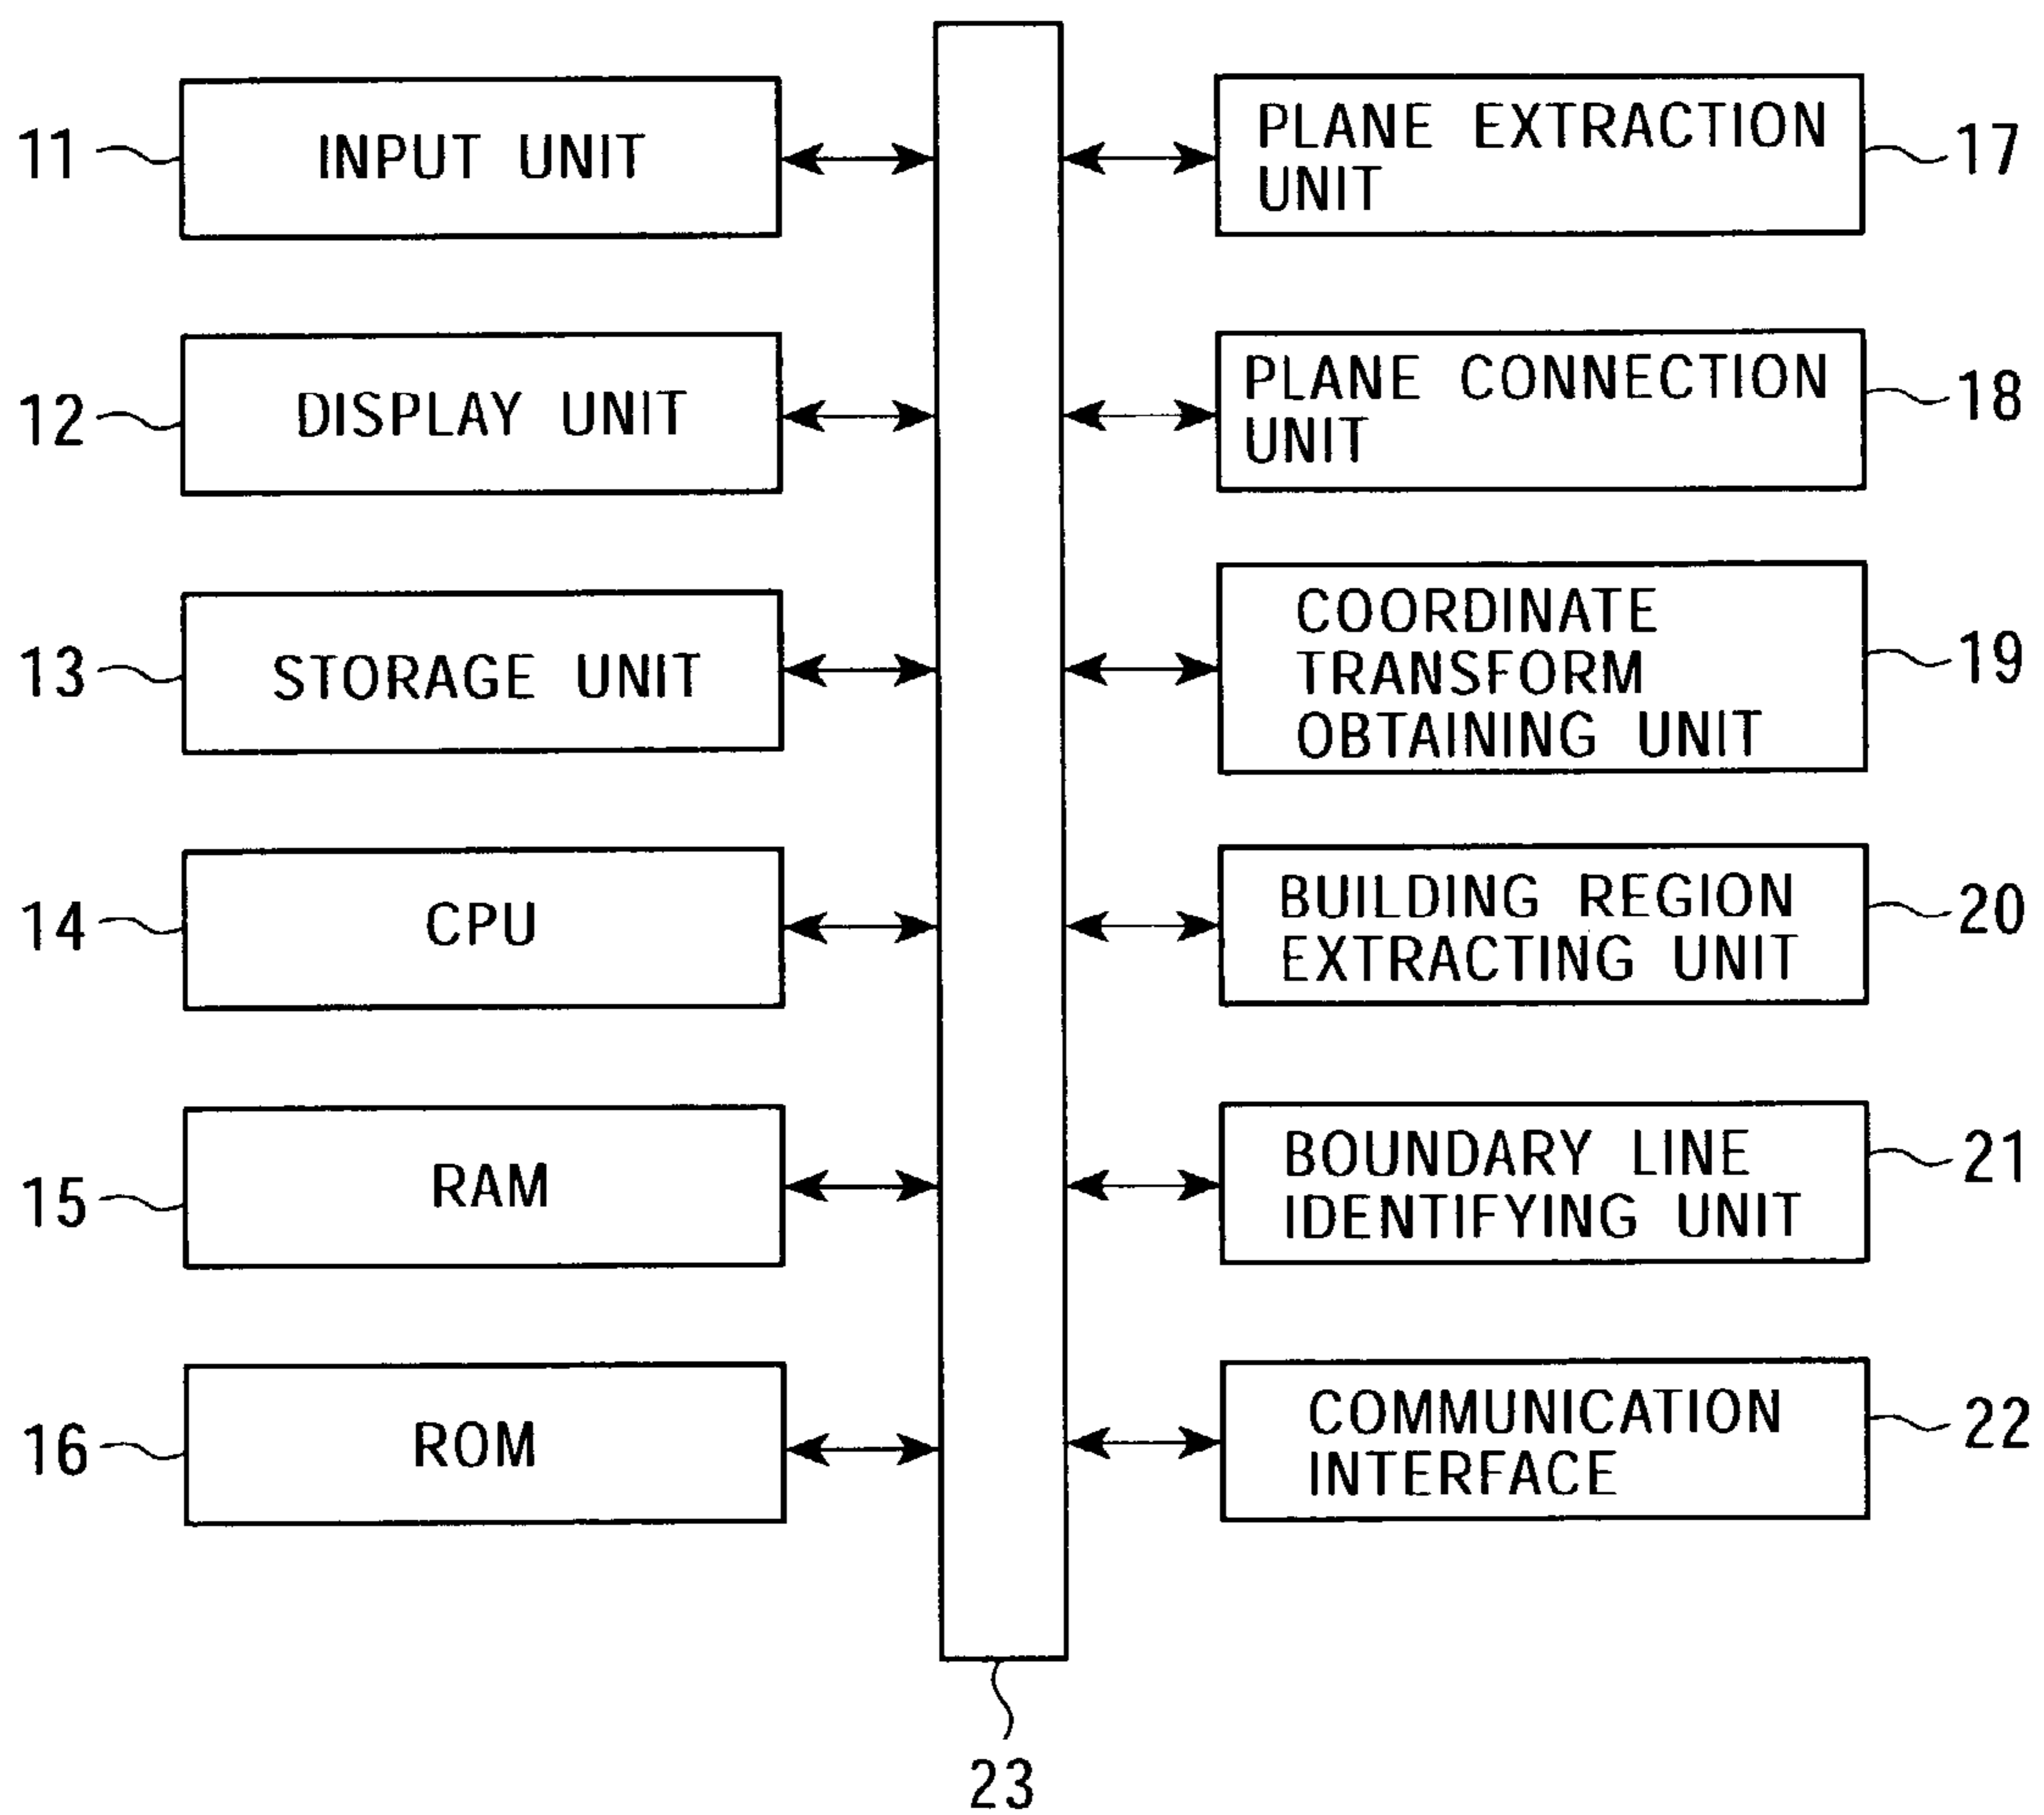 11
INPUT UNIT
12
DISPLAY UNIT
13
STORAGE UNIT
14
CPU
15
RAM
16
ROM
PLANE EXTRACTION
UNIT
17
PLANE CONNECTION
UNIT
18
COORDINATE
TRANSFORM
OBTAINING UNIT
19
BUILDING REGION
EXTRACTING UNIT
20
BOUNDARY LINE
IDENTIFYING UNIT
21
COMMUNICATION
INTERFACE
22
23